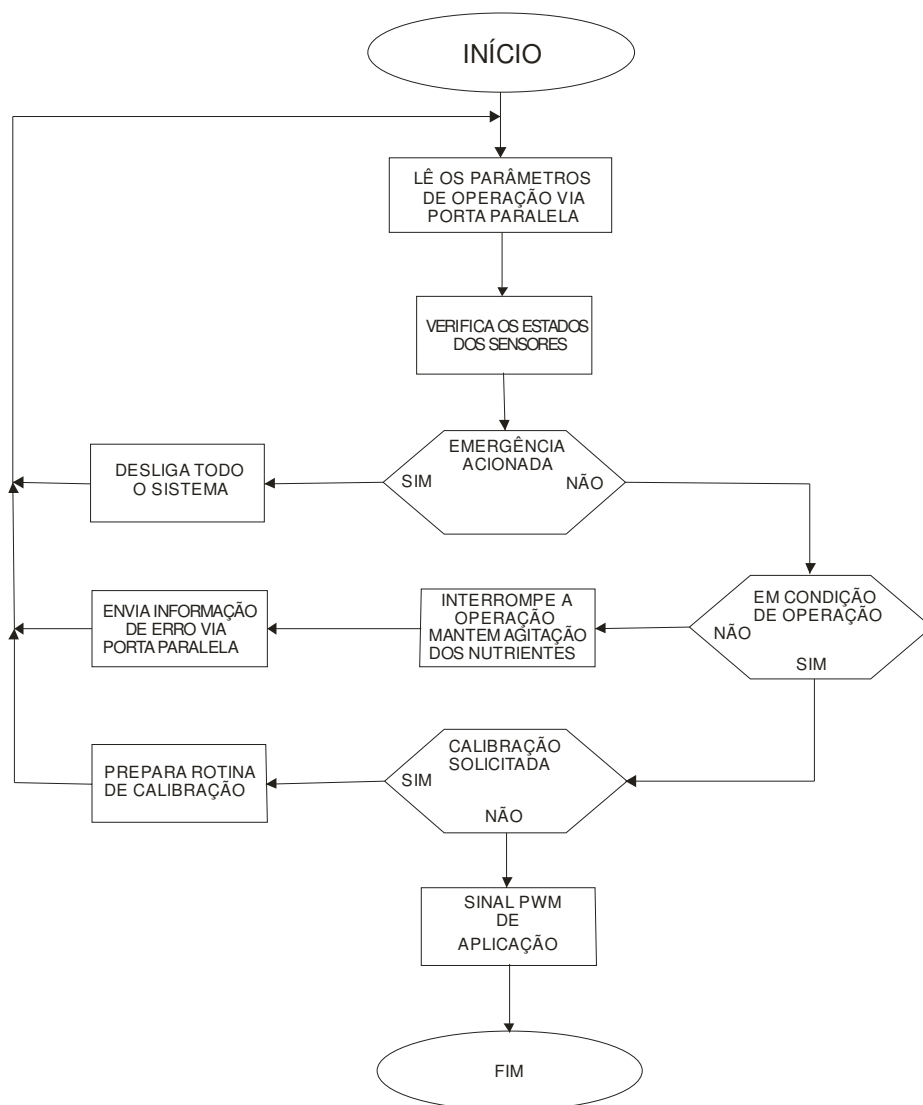 INÍCIO
LÊ OS PARÂMETROS
DE OPERAÇÃO VIA
PORTA PARALELA
VERIFICA OS ESTADOS
DOS SENSORES
EMERGÊNCIA
ACIONADA
SIM
NÃO
DESLIGA TODO
O SISTEMA
EM CONDIÇÃO
DE OPERAÇÃO
NÃO
SIM
INTERROMPE A
OPERAÇÃO
MANTEM AGITAÇÃO
DOS NUTRIENTES
ENVIA INFORMAÇÃO
DE ERRO VIA
PORTA PARALELA
CALIBRAÇÃO
SOLICITADA
SIM
NÃO
PREPARA ROTINA
DE CALIBRAÇÃO
SINAL PWM
DE
APLICAÇÃO
FIM